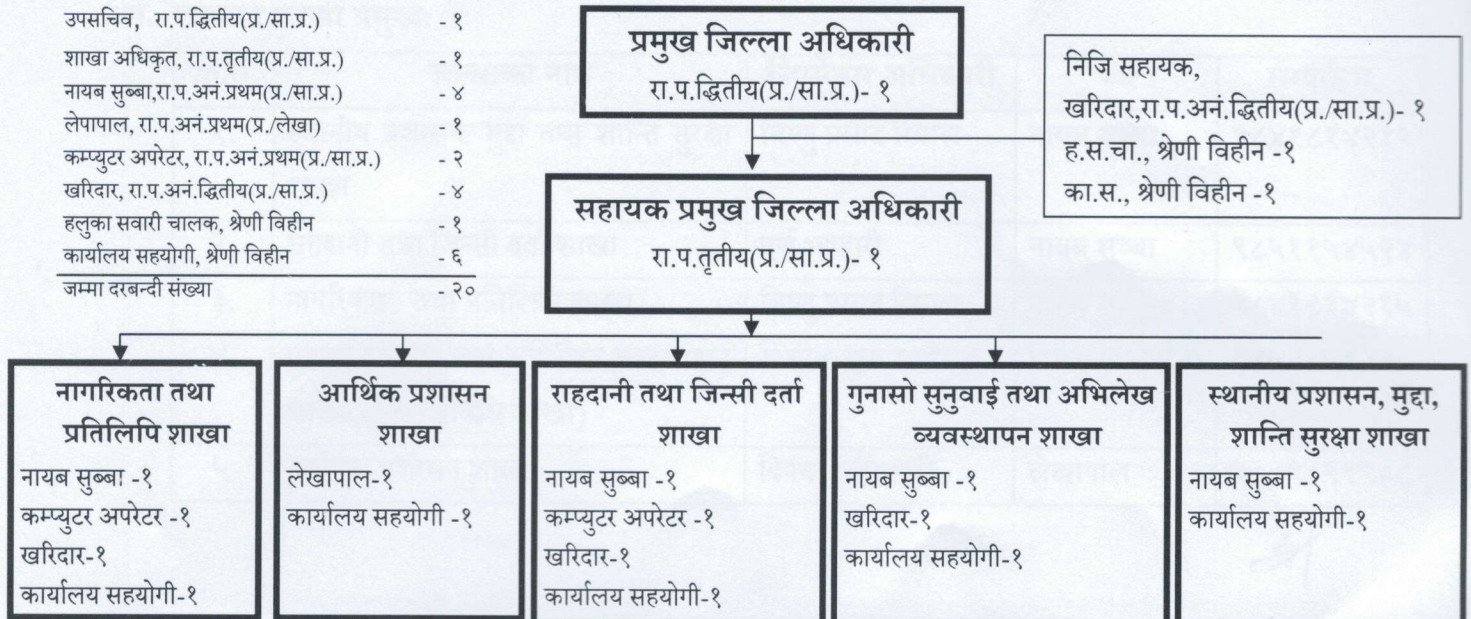 उपसचिव, रा.प.द्धितीय(प्र./सा.प्र.) - १
शाखा अधिकृत, रा.प.तृतीय(प्र./सा.प्र.) - १
नायब सुब्बा,रा.प.अनं.प्रथम(प्र./सा.प्र.) - ४
लेपापाल, रा.प.अनं.प्रथम(प्र./लेखा) - १
कम्प्युटर अपरेटर, रा.प.अनं.प्रथम(प्र./सा.प्र.) - २
खरिदार, रा.प.अनं.द्धितीय(प्र./सा.प्र.) - ४
हलुका सवारी चालक, श्रेणी विहीन - १
कार्यालय सहयोगी, श्रेणी विहीन - ६
जम्मा दरबन्दी संख्या - २०
प्रमुख जिल्ला अधिकारी
रा.प.द्धितीय(प्र./सा.प्र.)- १
निजि सहायक,
खरिदार,रा.प.अनं.द्धितीय(प्र./सा.प्र.)- १
ह.स.चा., श्रेणी विहीन -१
का.स., श्रेणी विहीन -१
सहायक प्रमुख जिल्ला अधिकारी
रा.प.तृतीय(प्र./सा.प्र.)- १
नागरिकता तथा
प्रतिलिपि शाखा
नायब सुब्बा -१
कम्प्युटर अपरेटर -१
खरिदार-१
कार्यालय सहयोगी-१
आर्थिक प्रशासन
शाखा
लेखापाल-१
कार्यालय सहयोगी -१
राहदानी तथा जिन्सी दर्ता
शाखा
नायब सुब्बा -१
कम्प्युटर अपरेटर -१
खरिदार -१
कार्यालय सहयोगी-१
गुनासो सुनुवाई तथा अभिलेख
व्यवस्थापन शाखा
नायब सुब्बा -१
खरिदार-१
कार्यालय सहयोगी -१
स्थानीय प्रशासन, मुद्दा,
शान्ति सुरक्षा शाखा
नायब सुब्बा -१
कार्यालय सहयोगी-१